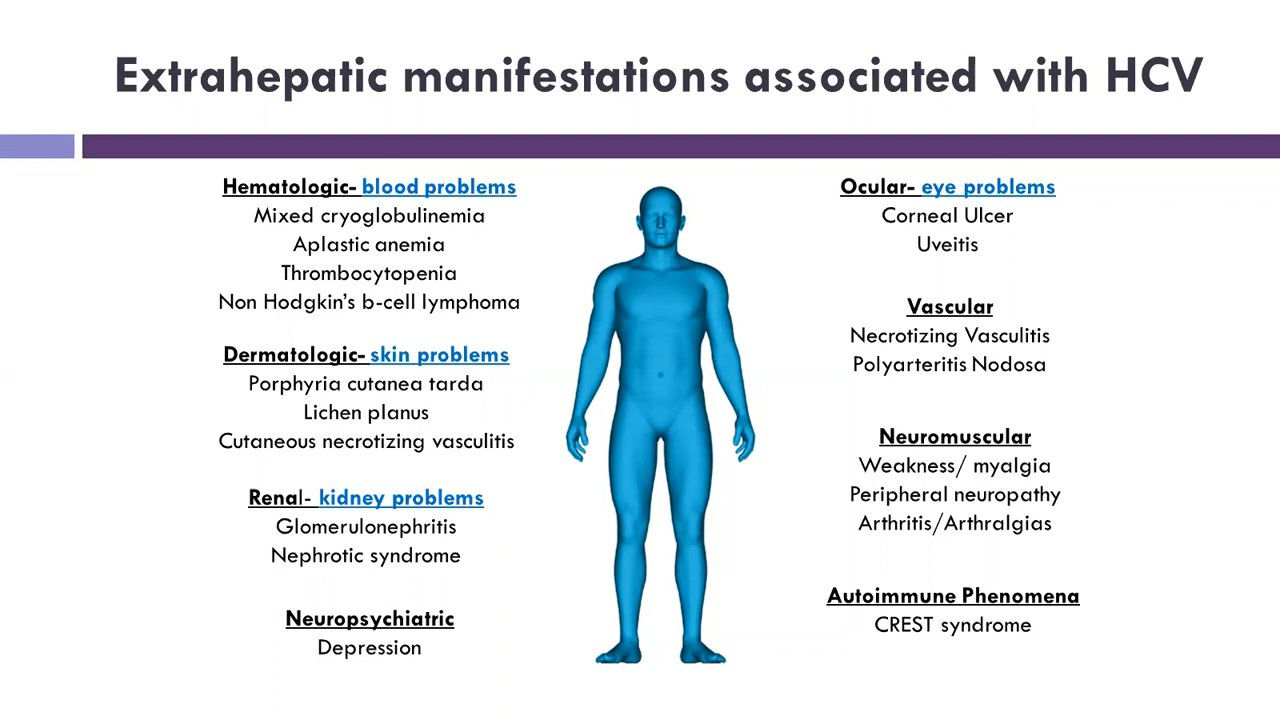 Extrahepatic manifestations associated with HCV
Hematologic- blood problems
Mixed cryoglobulinemia
Aplastic anemia
Thrombocytopenia
Non Hodgkin’s b-cell lymphoma
Dermatologic- skin problems
Porphyria cutanea tarda
Lichen planus
Cutaneous necrotizing vasculitis
Renal- kidney problems
Glomerulonephritis
Nephrotic syndrome
Neuropsychiatric
Depression
Ocular- eye problems
Corneal Ulcer
Uveitis
Vascular
Necrotizing Vasculitis
Polyarteritis Nodosa
Neuromuscular
Weakness/ myalgia
Peripheral neuropathy
Arthritis/Arthralgias
Autoimmune Phenomena
CREST syndrome